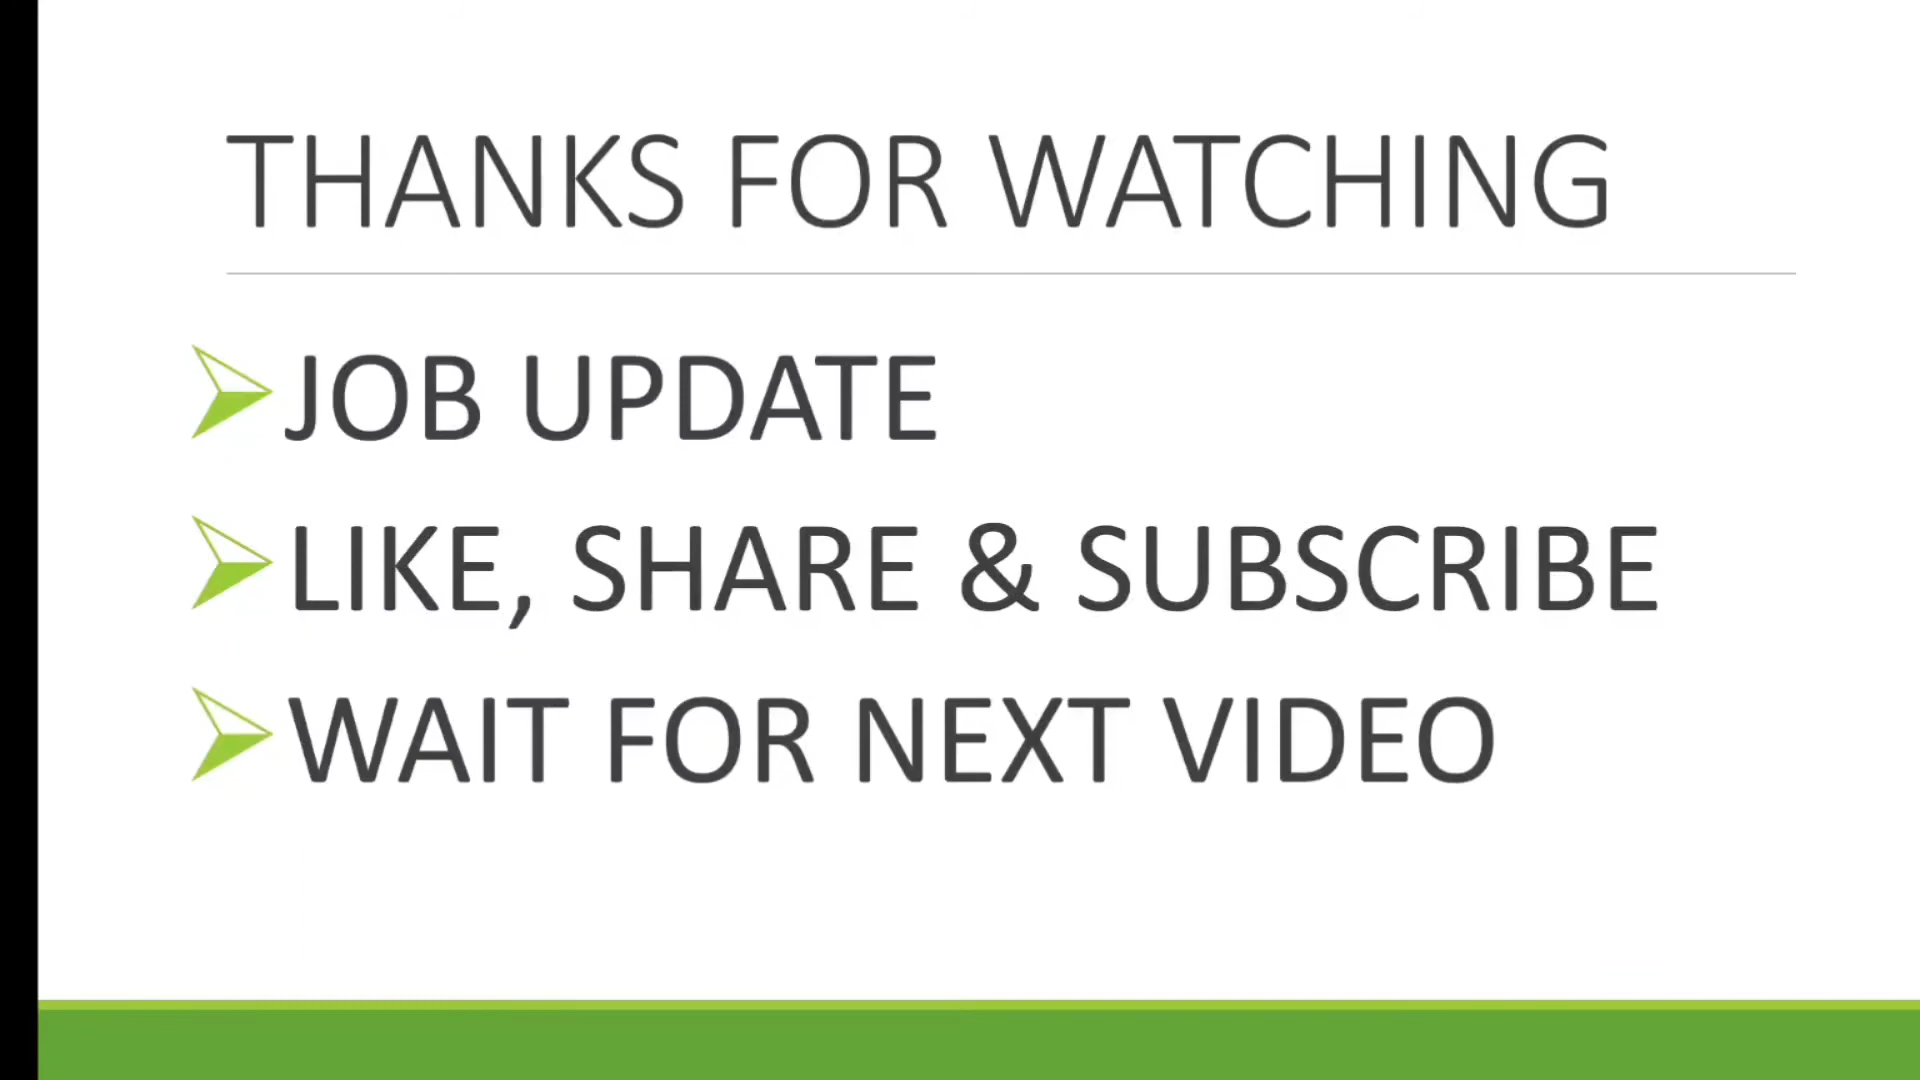 THANKS FOR WATCHING
JOB UPDATE
LIKE, SHARE & SUBSCRIBE
WAIT FOR NEXT VIDEO